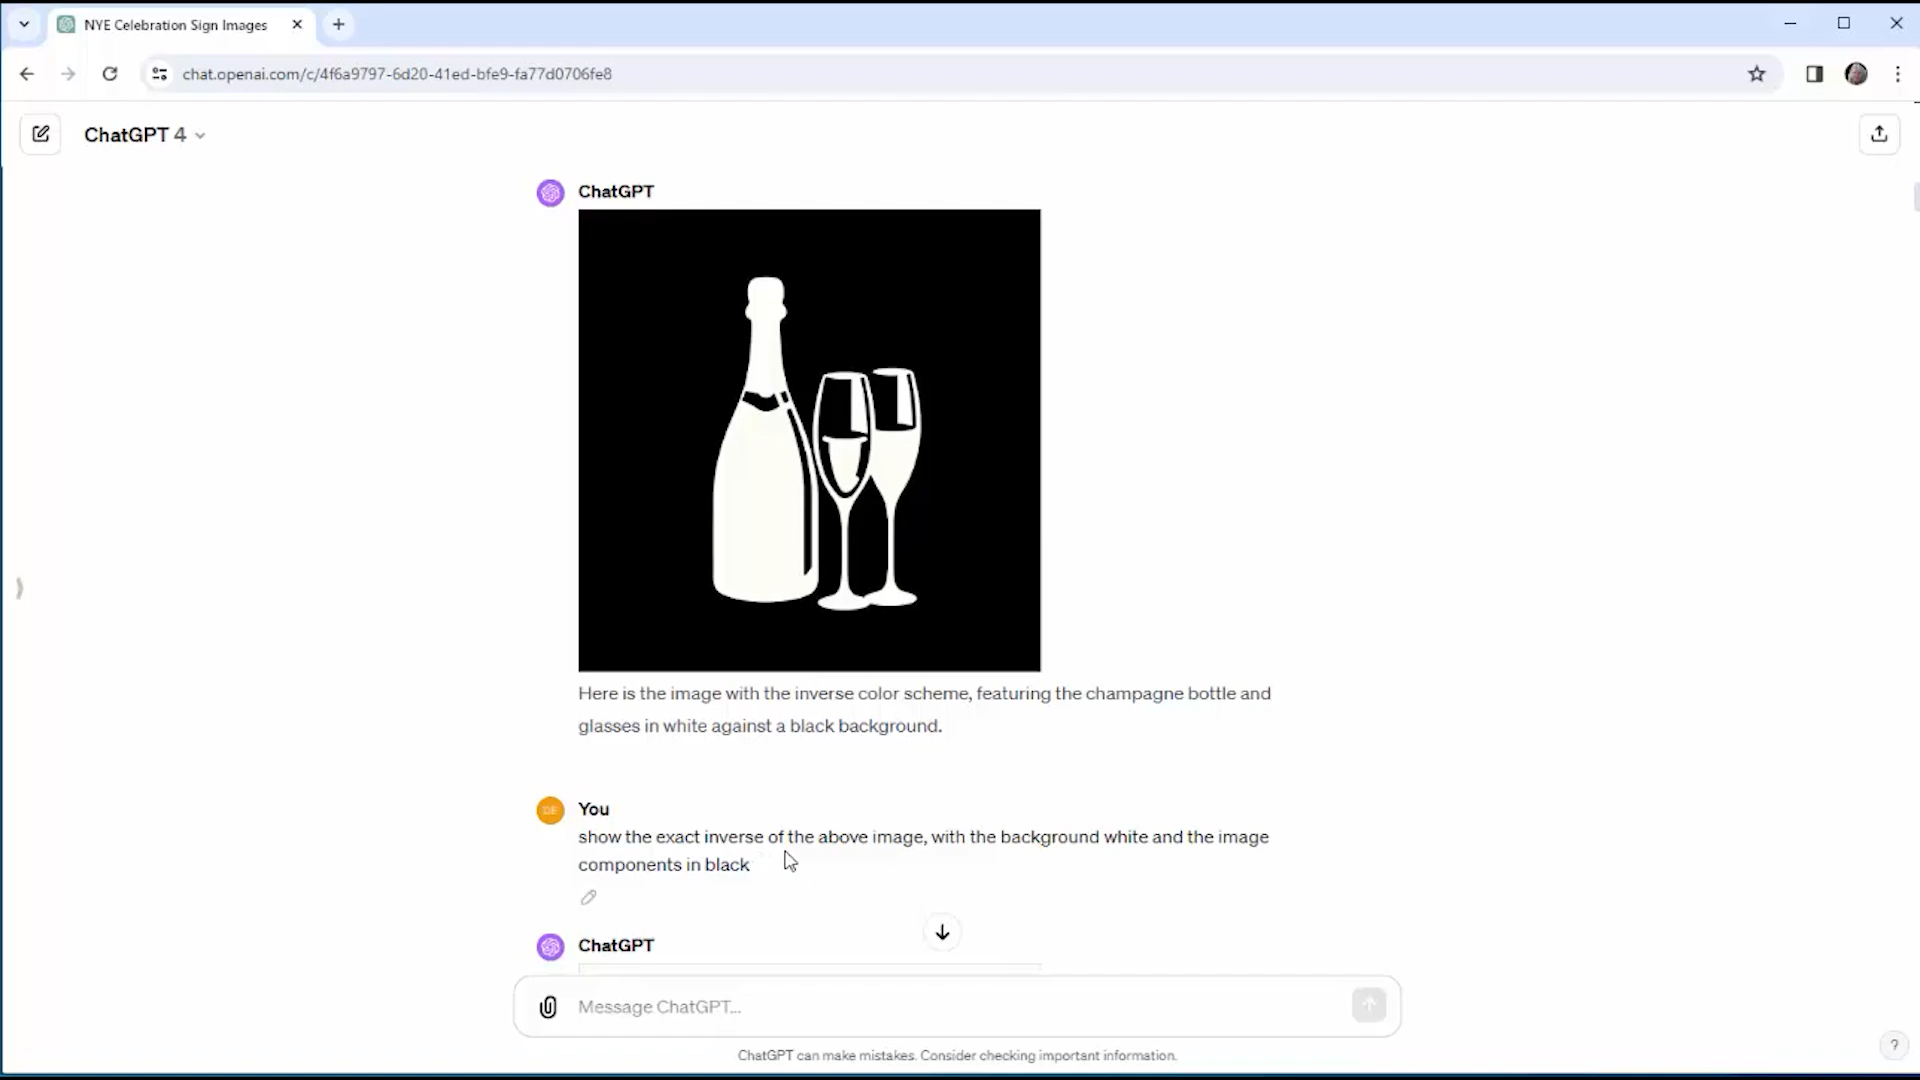 NYE Celebration Sign Images
chat.openai.com/c/4f6a9797-6d20-41ed-bfe9-fa77d0706fe8
ChatGPT 4
ChatGPT
Here is the image with the inverse color scheme, featuring the champagne bottle and
glasses in white against a black background.
DE
You
show the exact inverse of the above image, with the background white and the image
components in black
ChatGPT
Message ChatGPT...
ChatGPT can make mistakes. Consider checking important information.
?